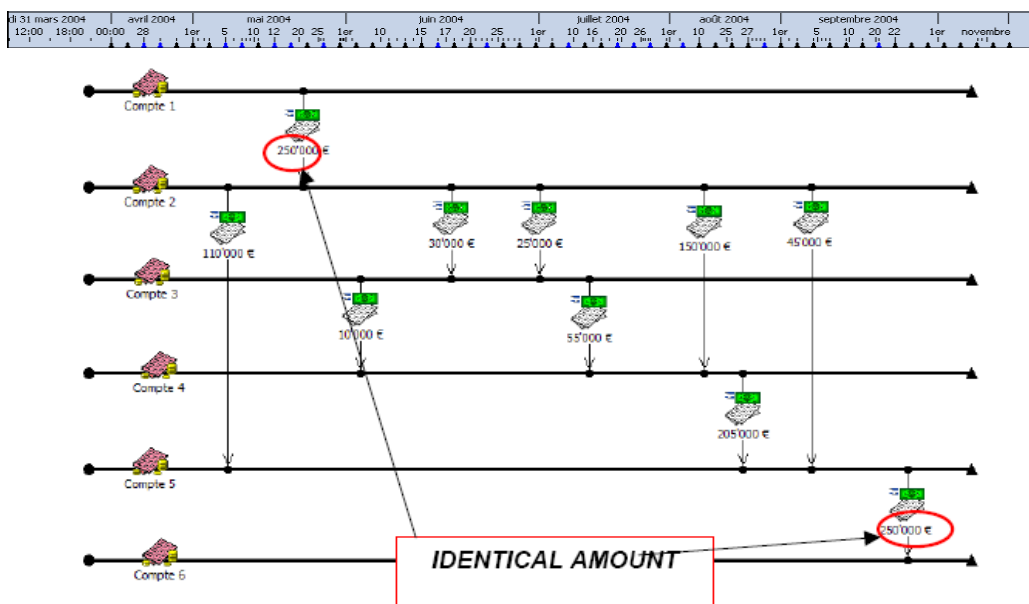 di 31 mars 2004 avril 2004 mai 2004 juin 2004 juillet 2004 août 2004 septembre 2004
12:00 18:00 00:00 28 1er 5 10 15 20 25 1er 10 15 20 25 1er 10 16 20 26 1er 10 25 27 1er 5 10 20 22 1er novembre
Compte 1
250'000 €
Compte 2
110'000 €
30'000 €
25'000 €
150'000 €
45'000 €
Compte 3
10'000 €
55'000 €
Compte 4
205'000 €
Compte 5
250'000 €
IDENTICAL AMOUNT
Compte 6